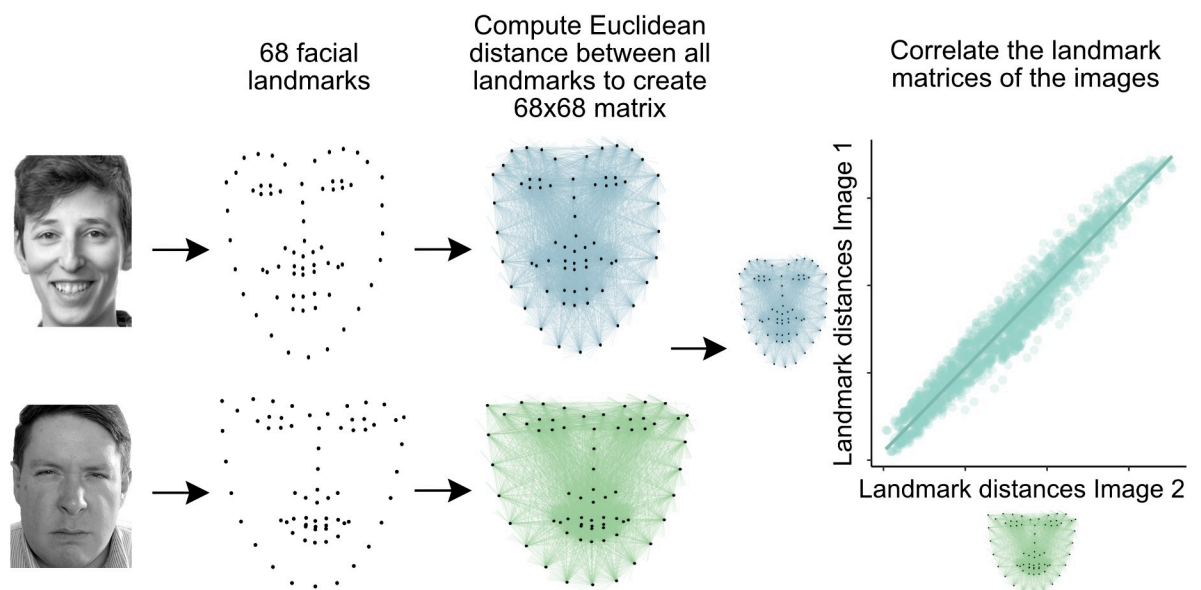 68 facial
landmarks
Compute Euclidean
distance between all
landmarks to create
68x68 matrix
Correlate the landmark
matrices of the images
Landmark distances Image 1
Landmark distances Image 2